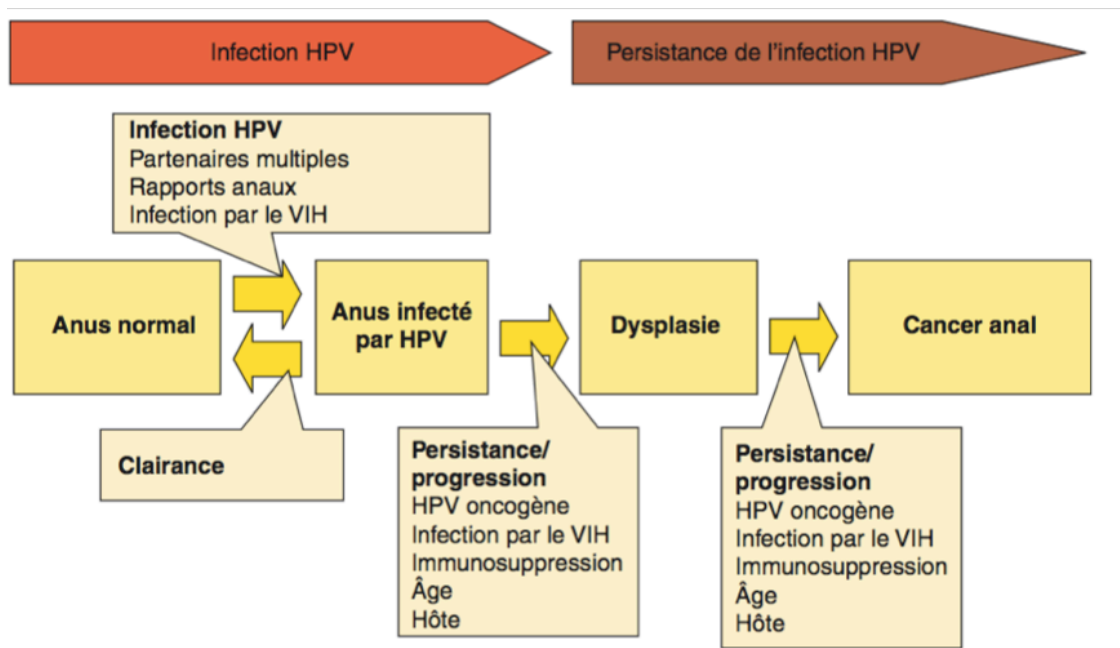 Infection HPV
Persistance de l'infection HPV
Infection HPV
Partenaires multiples
Rapports anaux
Infection par le VIH
Anus normal
Anus infecté
par HPV
Dysplasie
Cancer anal
Clairance
Persistance/
progression
HPV oncogène
Infection par le VIH
Immunosuppression
Âge
Hôte
Persistance/
progression
HPV oncogène
Infection par le VIH
Immunosuppression
Âge
Hôte